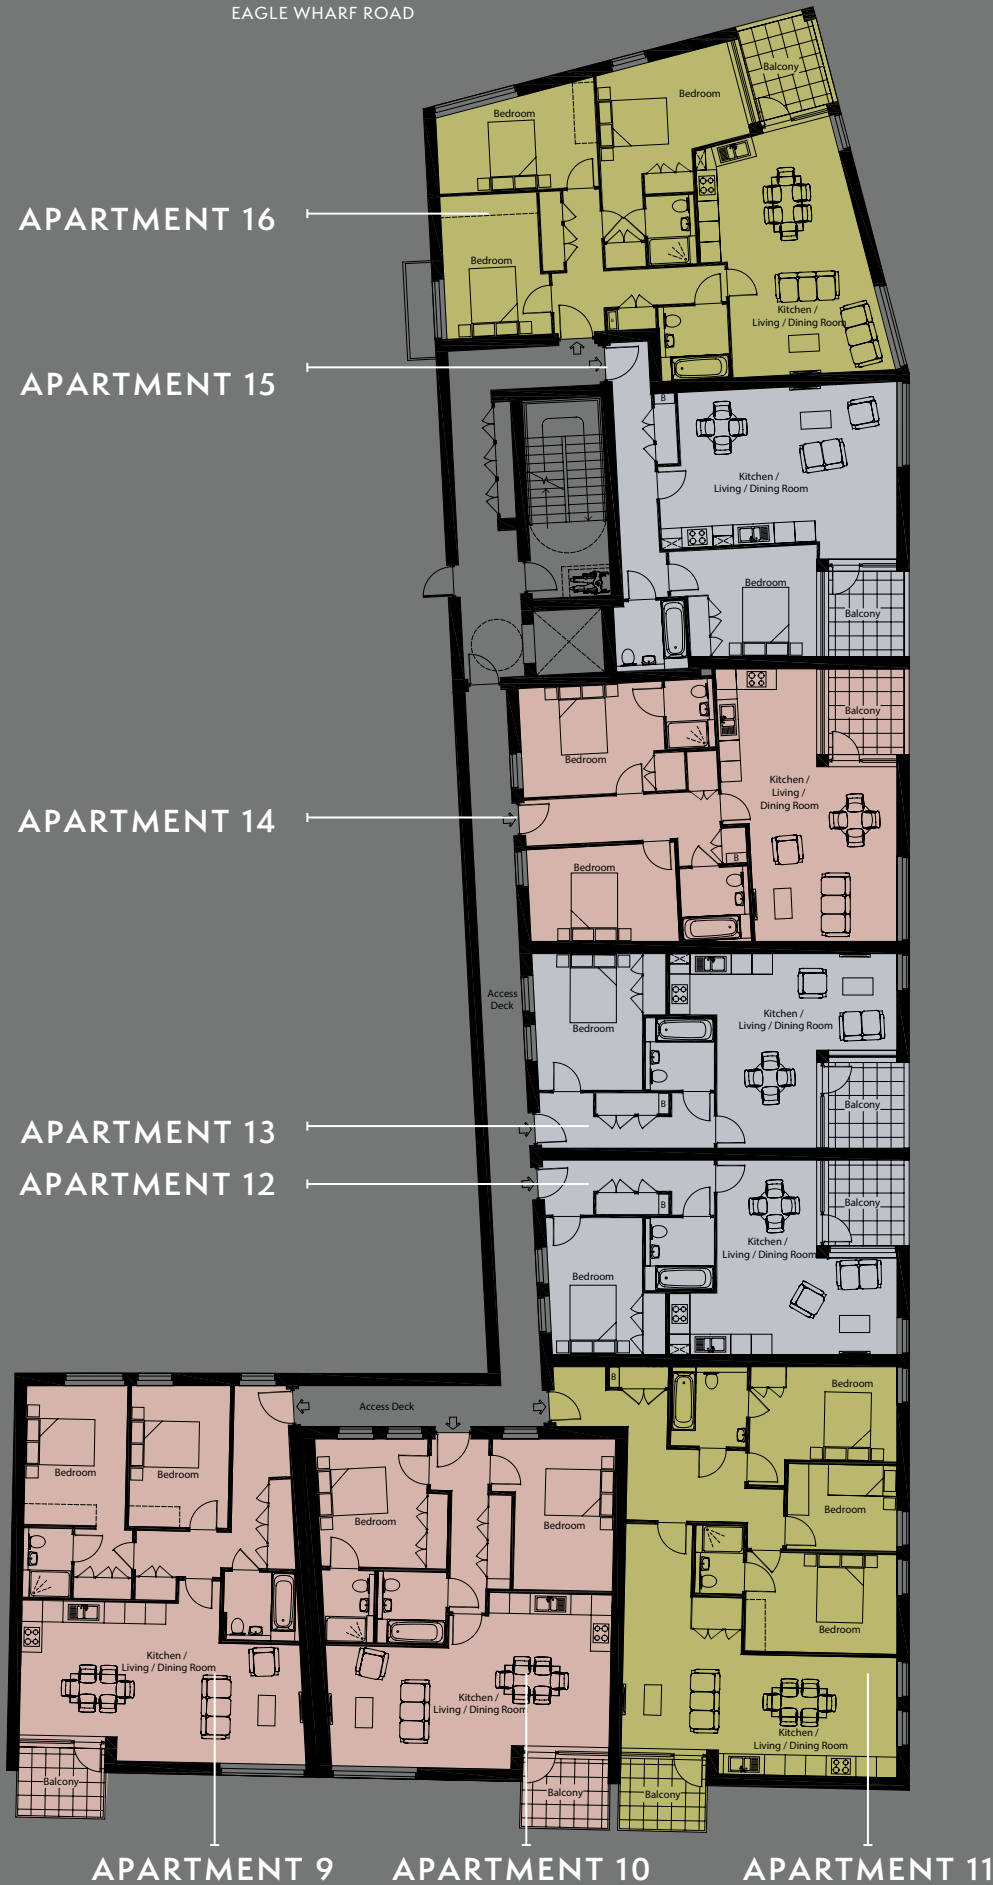 EAGLE WHARF ROAD
Balcony
Bedroom
Bedroom
APARTMENT 16
Bedroom
Kitchen /
Living / Dining Room
B
APARTMENT 15
B
Kitchen /
Living / Dining Room
Bedroom
Balcony
Balcony
Bedroom
Kitchen /
Living /
Dining Room
APARTMENT 14
B
Bedroom
Access
Deck
Kitchen /
Living / Dining Room
Bedroom
Balcony
B
APARTMENT 13
APARTMENT 12
Balcony
B
Kitchen /
Living / Dining Room
Bedroom
B
Bedroom
Access Deck
Bedroom
Bedroom
Bedroom
Bedroom
Bedroom
Bedroom
Kitchen /
Living / Dining Room
Kitchen /
Living / Dining Room
Kitchen /
Living / Dining Room
Balcony
Balcony
Balcony
APARTMENT 9
APARTMENT 10
APARTMENT 11